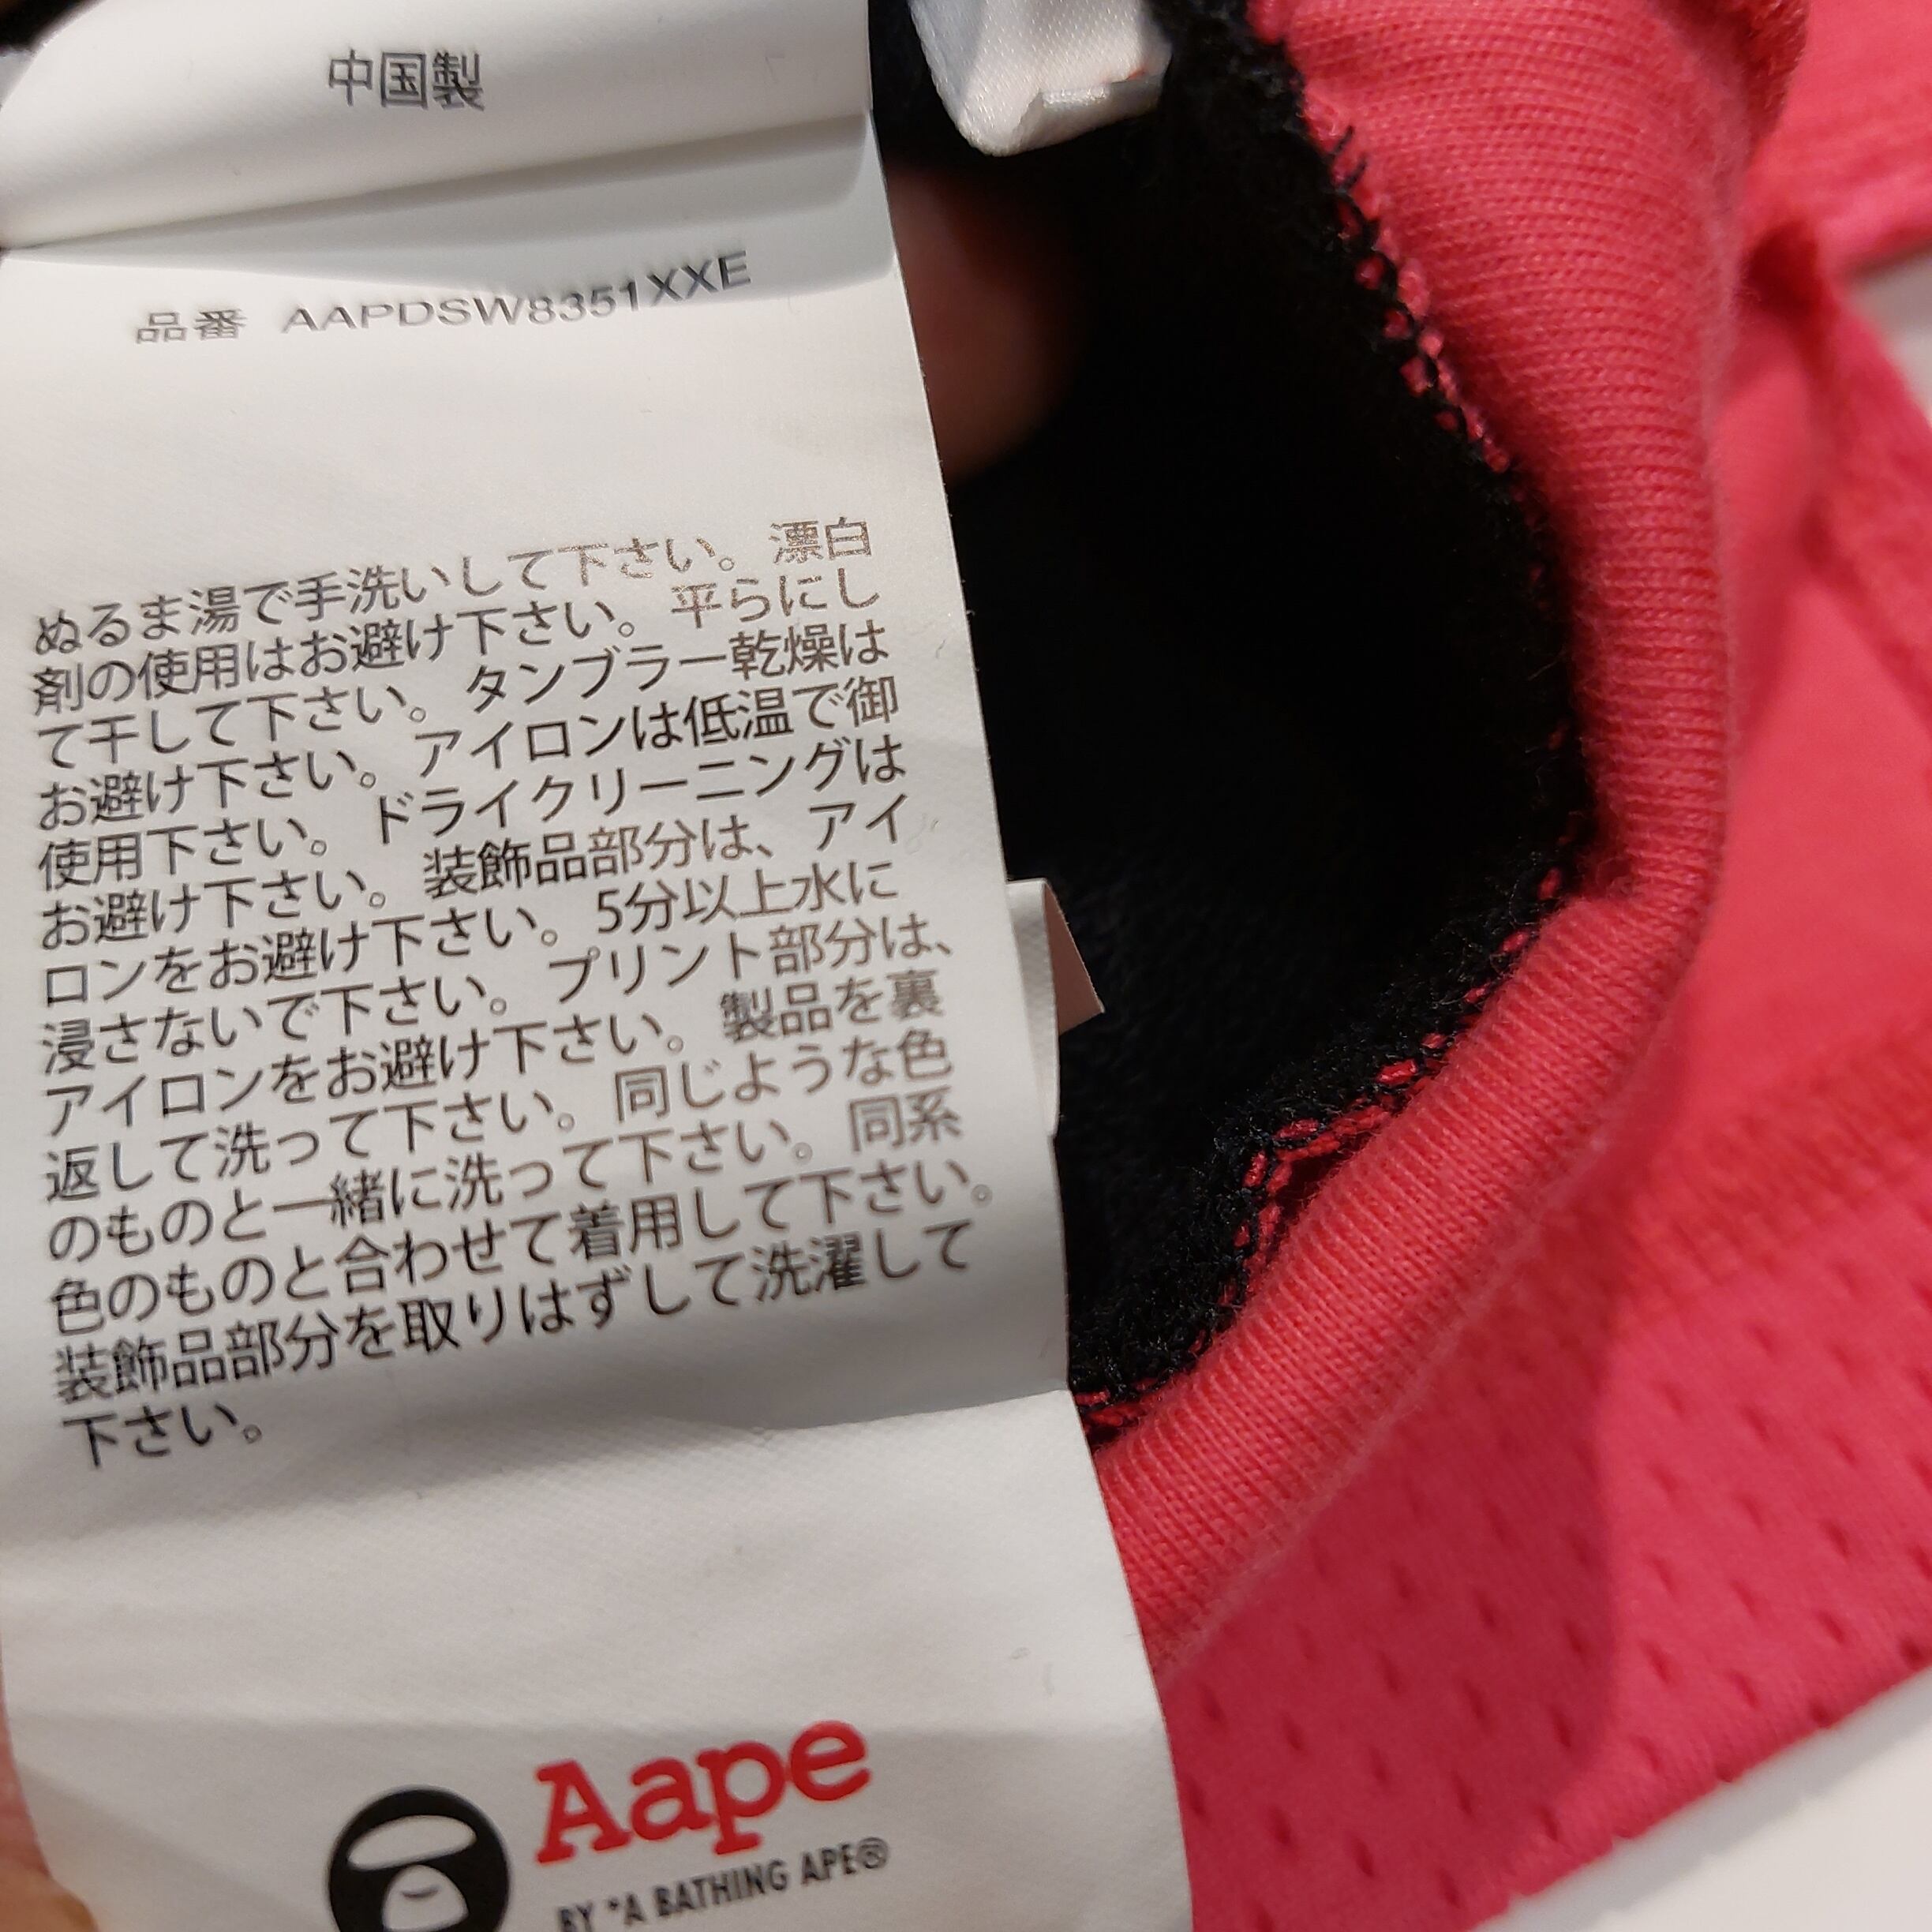 中国製
品番 AAPDSW8351XXE
ぬるま湯で手洗いして下さい。漂白
剤の使用はお避け下さい。平らにし
て干して下さい。タンブラー乾燥は
お避け下さい。アイロンは低温で御
使用下さい。ドライクリーニングは
お避け下さい。装飾品部分は、アイ
ロンをお避け下さい。5分以上水に
浸さないで下さい。プリント部分は、
アイロンをお避け下さい。製品を裏
返して洗って下さい。同じような色
のものと一緒に洗って下さい。同系
色のものと合わせて着用して下さい。
装飾品部分を取りはずして洗濯して
下さい。
Aape
BY *A BATHING APE®